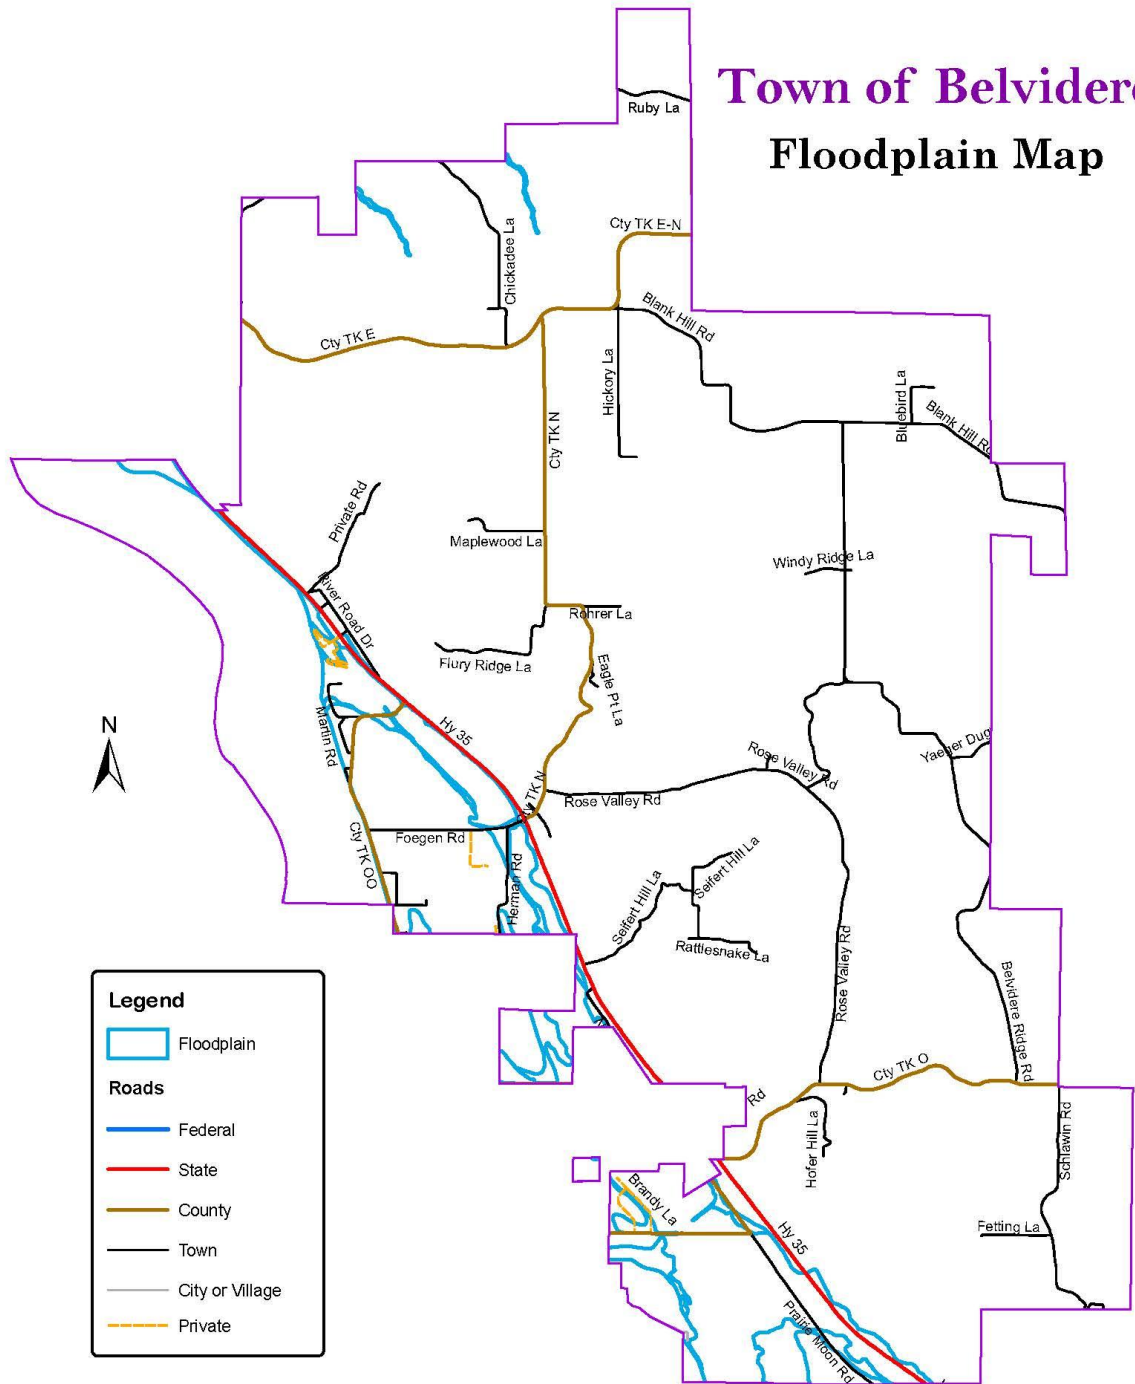 Town of Belvidere
Floodplain Map
Ruby La
Cty TK E-N
Chickadee La
Cty TK E
Blank Hill Rd
Hickory La
Bluebird La
Blank Hill Rd
Cty TK N
Private Rd
Maplewood La
Windy Ridge La
River Road Dr
Rohrer La
Flury Ridge La
Eagle Pt La
N
Martin Rd
Hy 35
Yaeger Dug
Rose Valley Rd
Cty TK N
Rose Valley Rd
Cty TK OO
Foegen Rd
Herman Rd
Seifert Hill La
Seifert Hill La
Rattlesnake La
Rose Valley Rd
Belvidere Ridge Rd
Cty TK O
Rd
Hofer Hill La
Schlawin Rd
Brandy La
Hy 35
Fetting La
Prairie Moon Rd
Legend
Floodplain
Roads
Federal
State
County
Town
City or Village
Private